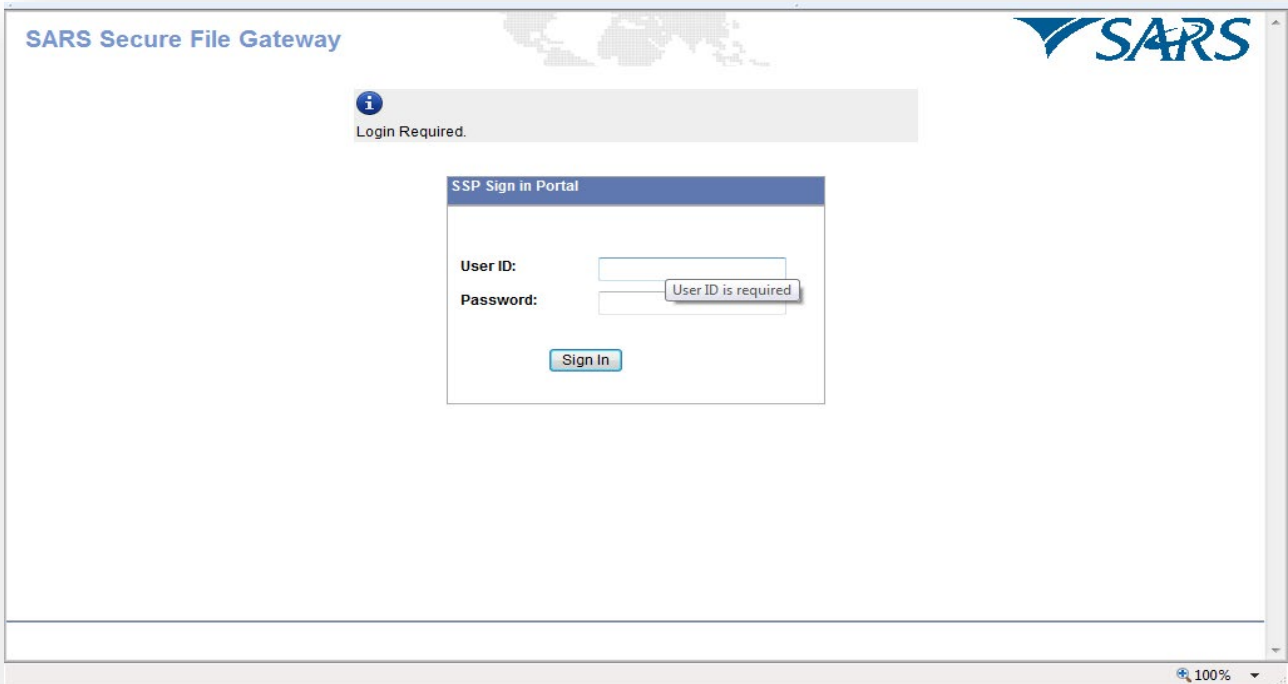 SARS Secure File Gateway
SARS
Login Required.
SSP Sign in Portal
User ID:
User ID is required
Password:
Sign In
100%